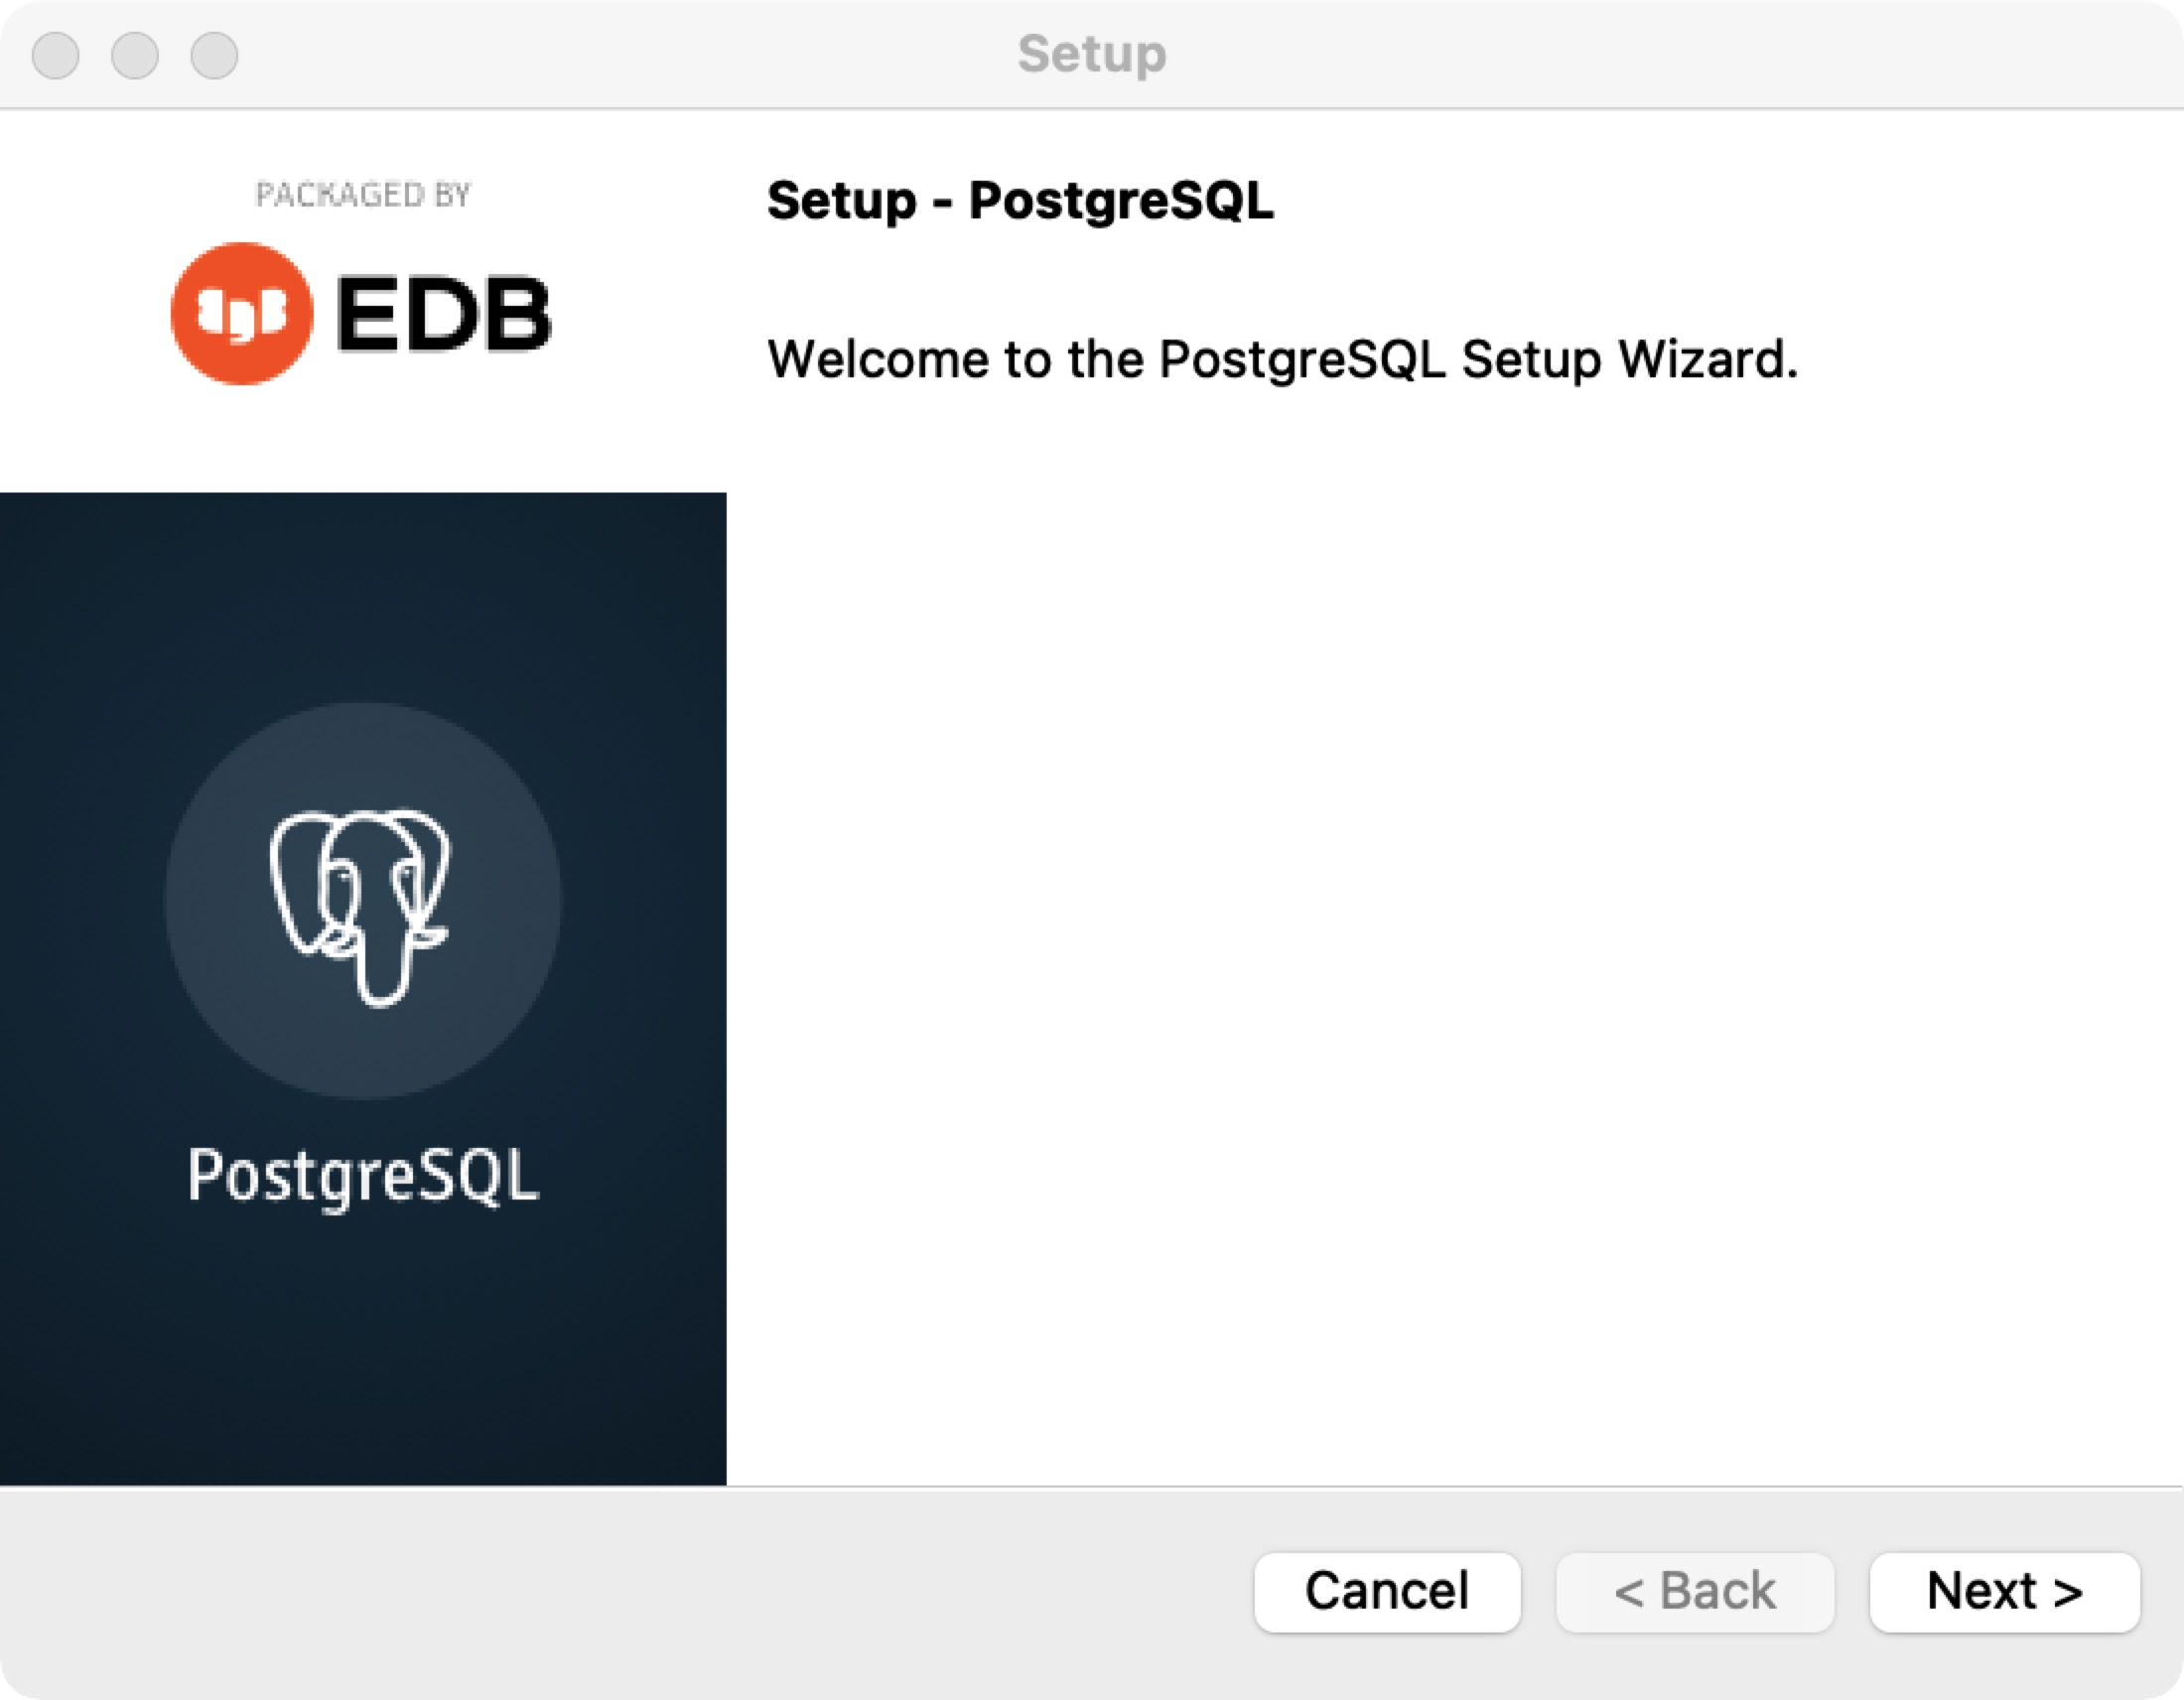 Setup
PACKAGED BY
EDB
Setup - PostgreSQL
Welcome to the PostgreSQL Setup Wizard.
PostgreSQL
Cancel
< Back
Next >